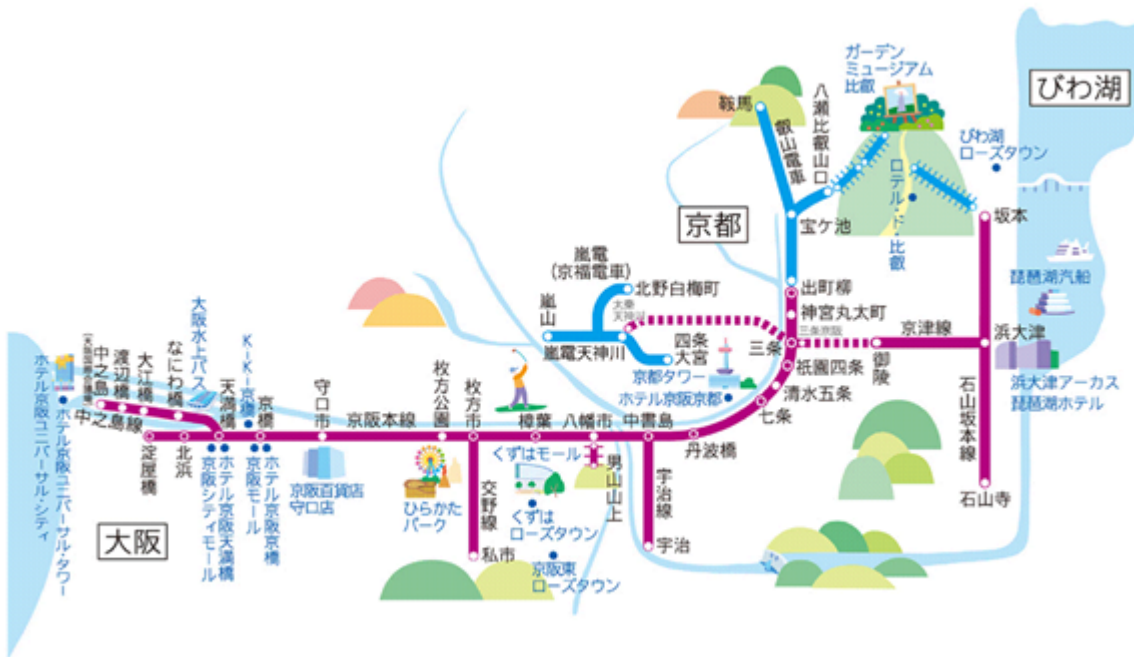 ガーデン
ミュージアム
比叡
びわ湖
鞍馬
八瀬比叡山口
叡山電車
びわ湖
ローズタウン
ロテル・ド・比叡
坂本
京都
宝ケ池
嵐電
(京福電車)
北野白梅町
出町柳
琵琶湖汽船
神宮丸太町
嵐山
太秦
天神川
三条京阪
京津線
浜大津
嵐電天神川
四条
大宮
三条
御陵
祇園四条
京都タワー
ホテル京阪京都
清水五条
七条
浜大津アーカス
琵琶湖ホテル
石山坂本線
石山寺
大阪水上バス
K-KI-京橋
中之島
渡辺橋
大江橋
なにわ橋
中之島線
天満橋
京橋
守口市
京阪本線
枚方公園
枚方市
樟葉
八幡市
中書島
丹波橋
淀屋橋
北浜
くずはモール
男山山上
宇治線
宇治
ホテル京阪ユニバーサル・シティ
ホテル京阪ユニバーサル・タワー
京阪シティモール
ホテル京阪天満橋
京阪モール
ホテル京阪京橋
京阪百貨店
守口店
ひらかた
パーク
交野線
くずは
ローズタウン
私市
京阪東
ローズタウン
大阪